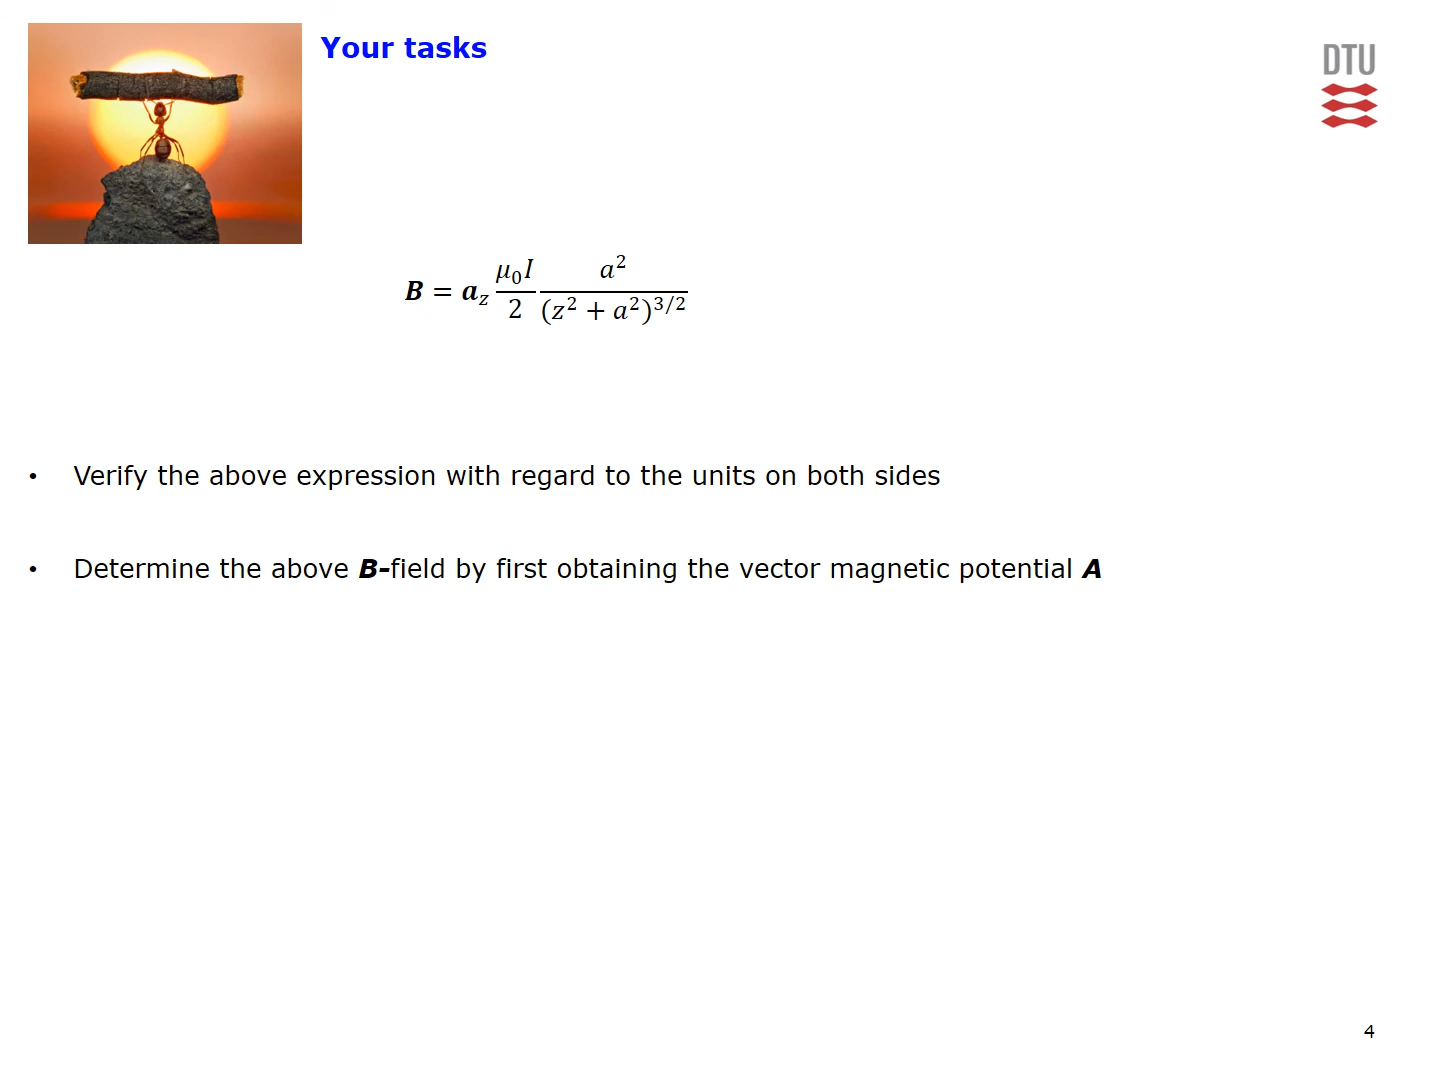 Your tasks
DTU
B = a_z μ₀I/2 a²/(z² + a²)^3/2
• Verify the above expression with regard to the units on both sides
• Determine the above B-field by first obtaining the vector magnetic potential A
4